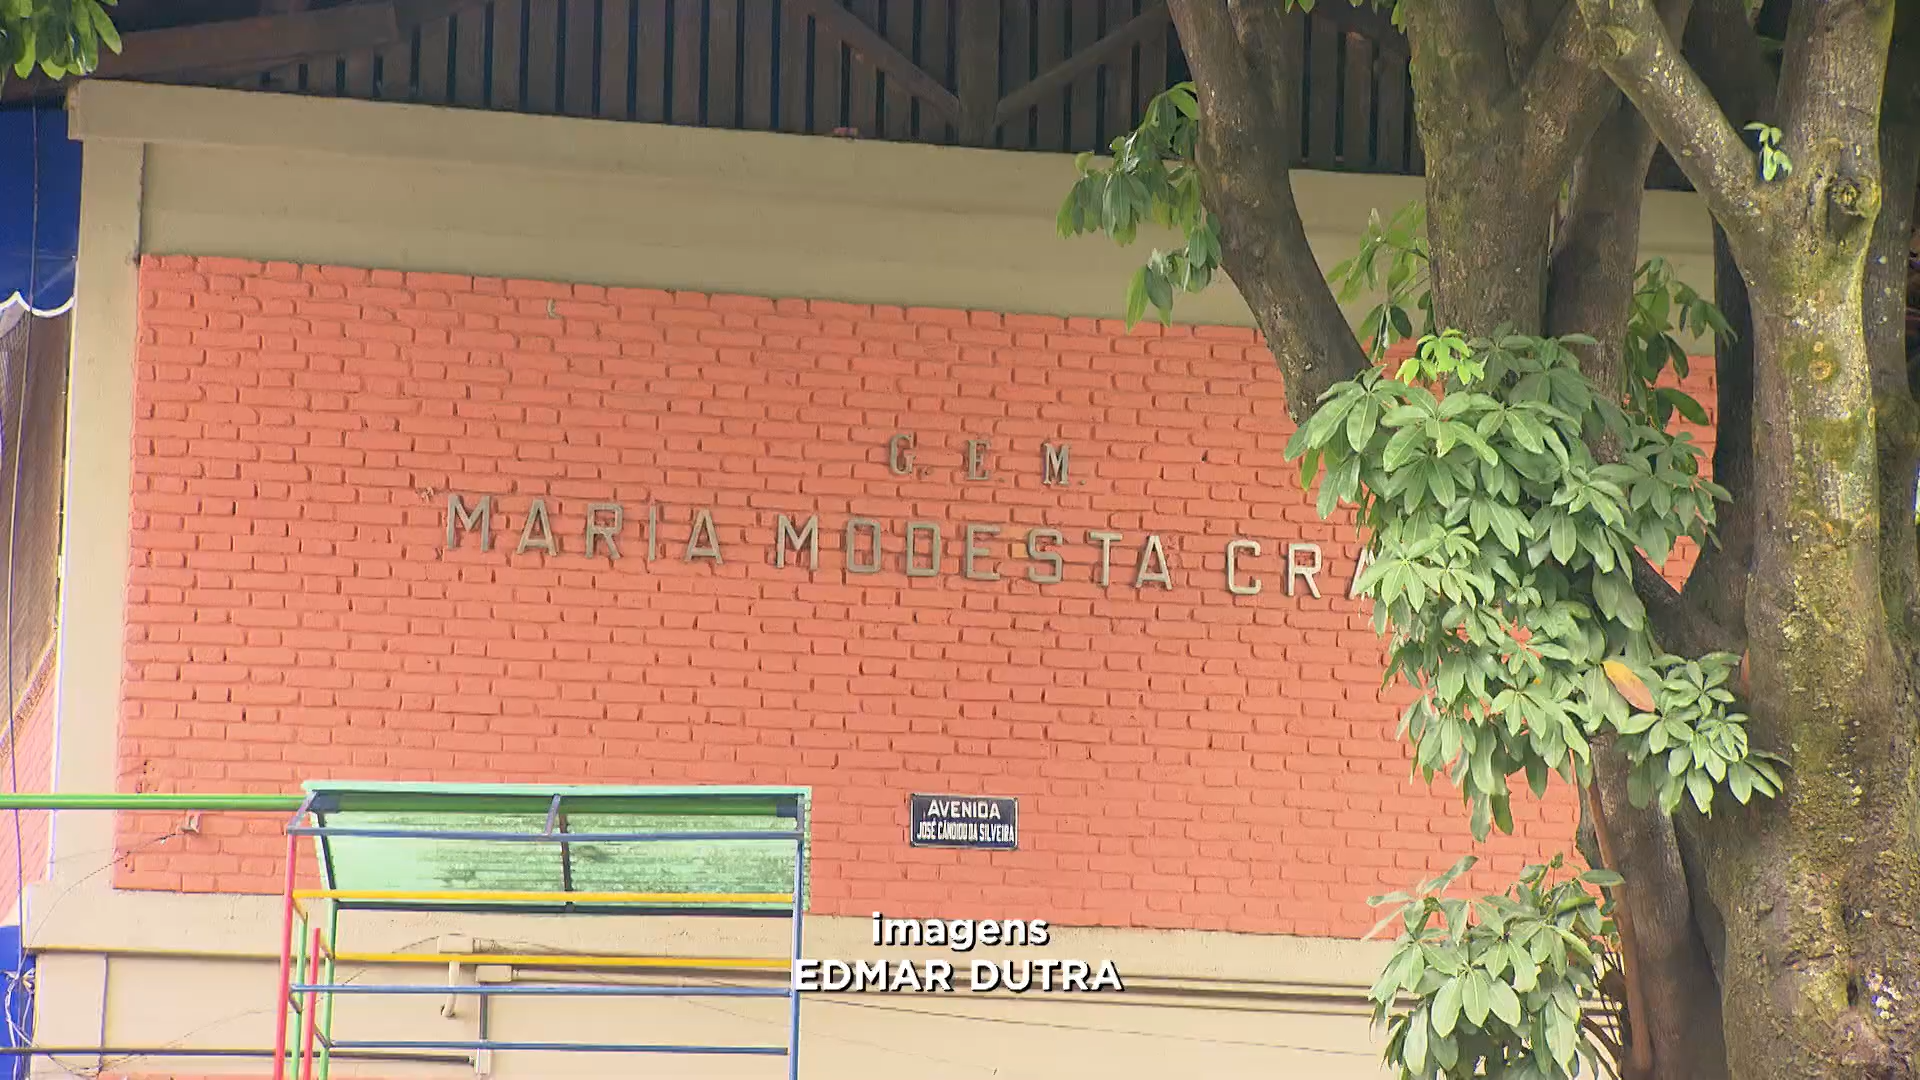 G. E. M.
MARIA MODESTA CRA
AVENIDA
JOSÉ CÂNDIDO DA SILVEIRA
imagens
EDMAR DUTRA